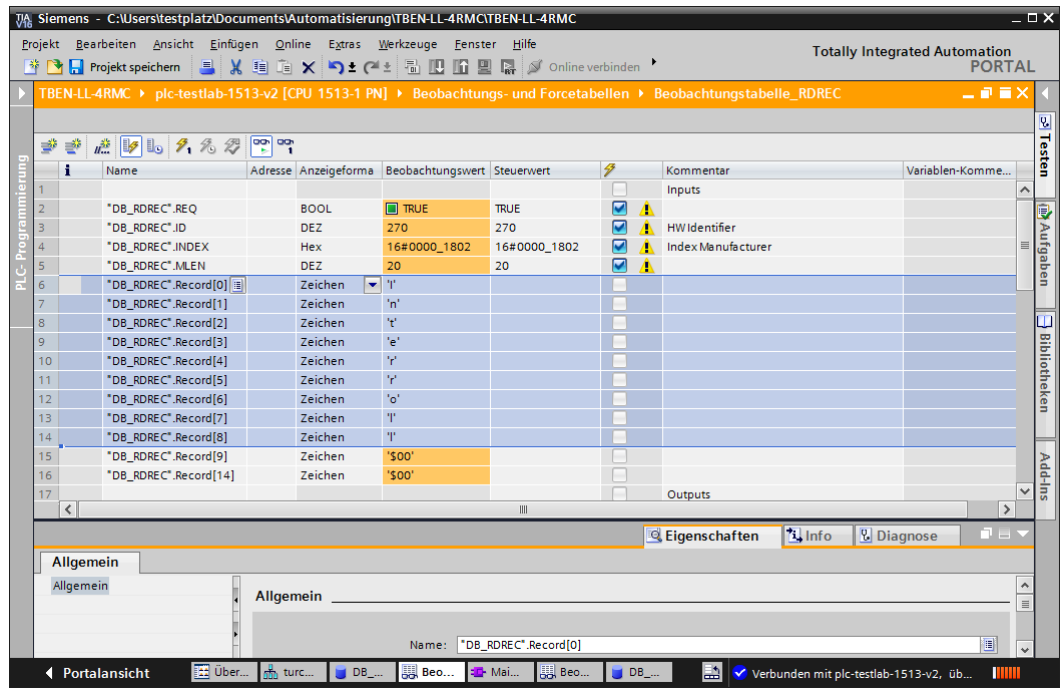 TIA V16 Siemens - C:\Users\testplatz\Documents\Automatisierung\TBEN-LL-4RMC\TBEN-LL-4RMC
Projekt Bearbeiten Ansicht Einfügen Online Extras Werkzeuge Fenster Hilfe
Totally Integrated Automation
PORTAL
Projekt speichern Online verbinden
TBEN-LL-4RMC plc-testlab-1513-v2 [CPU 1513-1 PN] Beobachtungs- und Forcetabellen Beobachtungstabelle_RDREC
PLC- Programmierung
i Name Adresse Anzeigeforma Beobachtungswert Steuerwert Kommentar Variablen-Komme...
1 Inputs
2 "DB_RDREC".REQ BOOL TRUE TRUE
3 "DB_RDREC".ID DEZ 270 270 HW Identifier
4 "DB_RDREC".INDEX Hex 16#0000_1802 16#0000_1802 Index Manufacturer
5 "DB_RDREC".MLEN DEZ 20 20
6 "DB_RDREC".Record[0] Zeichen 'I'
7 "DB_RDREC".Record[1] Zeichen 'n'
8 "DB_RDREC".Record[2] Zeichen 't'
9 "DB_RDREC".Record[3] Zeichen 'e'
10 "DB_RDREC".Record[4] Zeichen 'r'
11 "DB_RDREC".Record[5] Zeichen 'r'
12 "DB_RDREC".Record[6] Zeichen 'o'
13 "DB_RDREC".Record[7] Zeichen 'l'
14 "DB_RDREC".Record[8] Zeichen 'l'
15 "DB_RDREC".Record[9] Zeichen '$00'
16 "DB_RDREC".Record[14] Zeichen '$00'
17 Outputs
Testen
Aufgaben
Bibliotheken
Add-Ins
Eigenschaften Info Diagnose
Allgemein
Allgemein
Allgemein
Name: "DB_RDREC".Record[0]
Portalansicht Über... turc... DB_... Beo... Mai... Beo... DB_... Verbunden mit plc-testlab-1513-v2, üb...